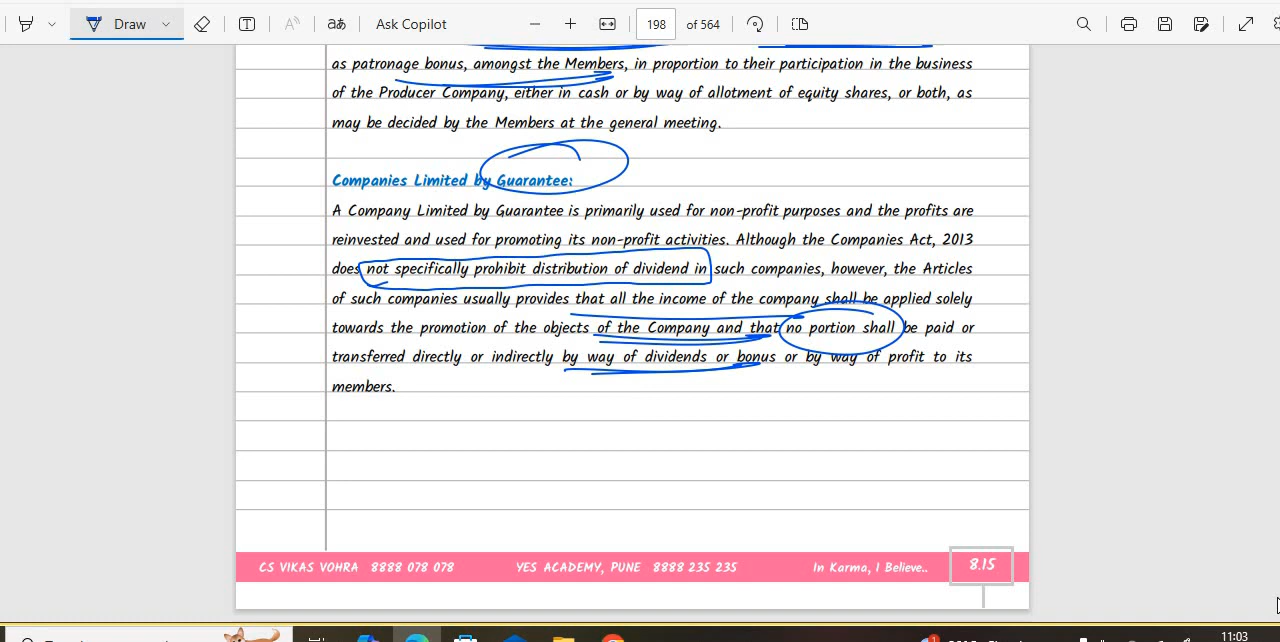 Draw
Ask Copilot
198 of 564
as patronage bonus, amongst the Members, in proportion to their participation in the business
of the Producer Company, either in cash or by way of allotment of equity shares, or both, as
may be decided by the Members at the general meeting.
Companies Limited by Guarantee:
A Company Limited by Guarantee is primarily used for non-profit purposes and the profits are
reinvested and used for promoting its non-profit activities. Although the Companies Act, 2013
does not specifically prohibit distribution of dividend in such companies, however, the Articles
of such companies usually provides that all the income of the company shall be applied solely
towards the promotion of the objects of the Company and that no portion shall be paid or
transferred directly or indirectly by way of dividends or bonus or by way of profit to its
members.
CS VIKAS VOHRA 8888 078 078 YES ACADEMY, PUNE 8888 235 235 In Karma, I Believe.. 8.15
11:03